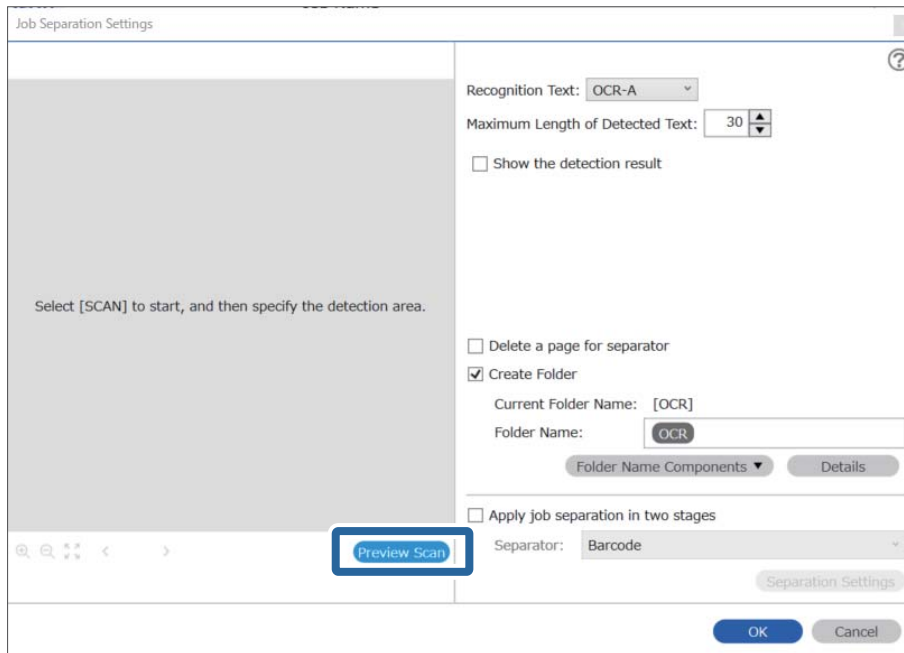 Job Separation Settings
Recognition Text: OCR-A
Maximum Length of Detected Text: 30
Show the detection result
Select [SCAN] to start, and then specify the detection area.
Delete a page for separator
Create Folder
Current Folder Name: [OCR]
Folder Name: OCR
Folder Name Components ▼ Details
Apply job separation in two stages
Preview Scan
Separator: Barcode
Separation Settings
OK Cancel